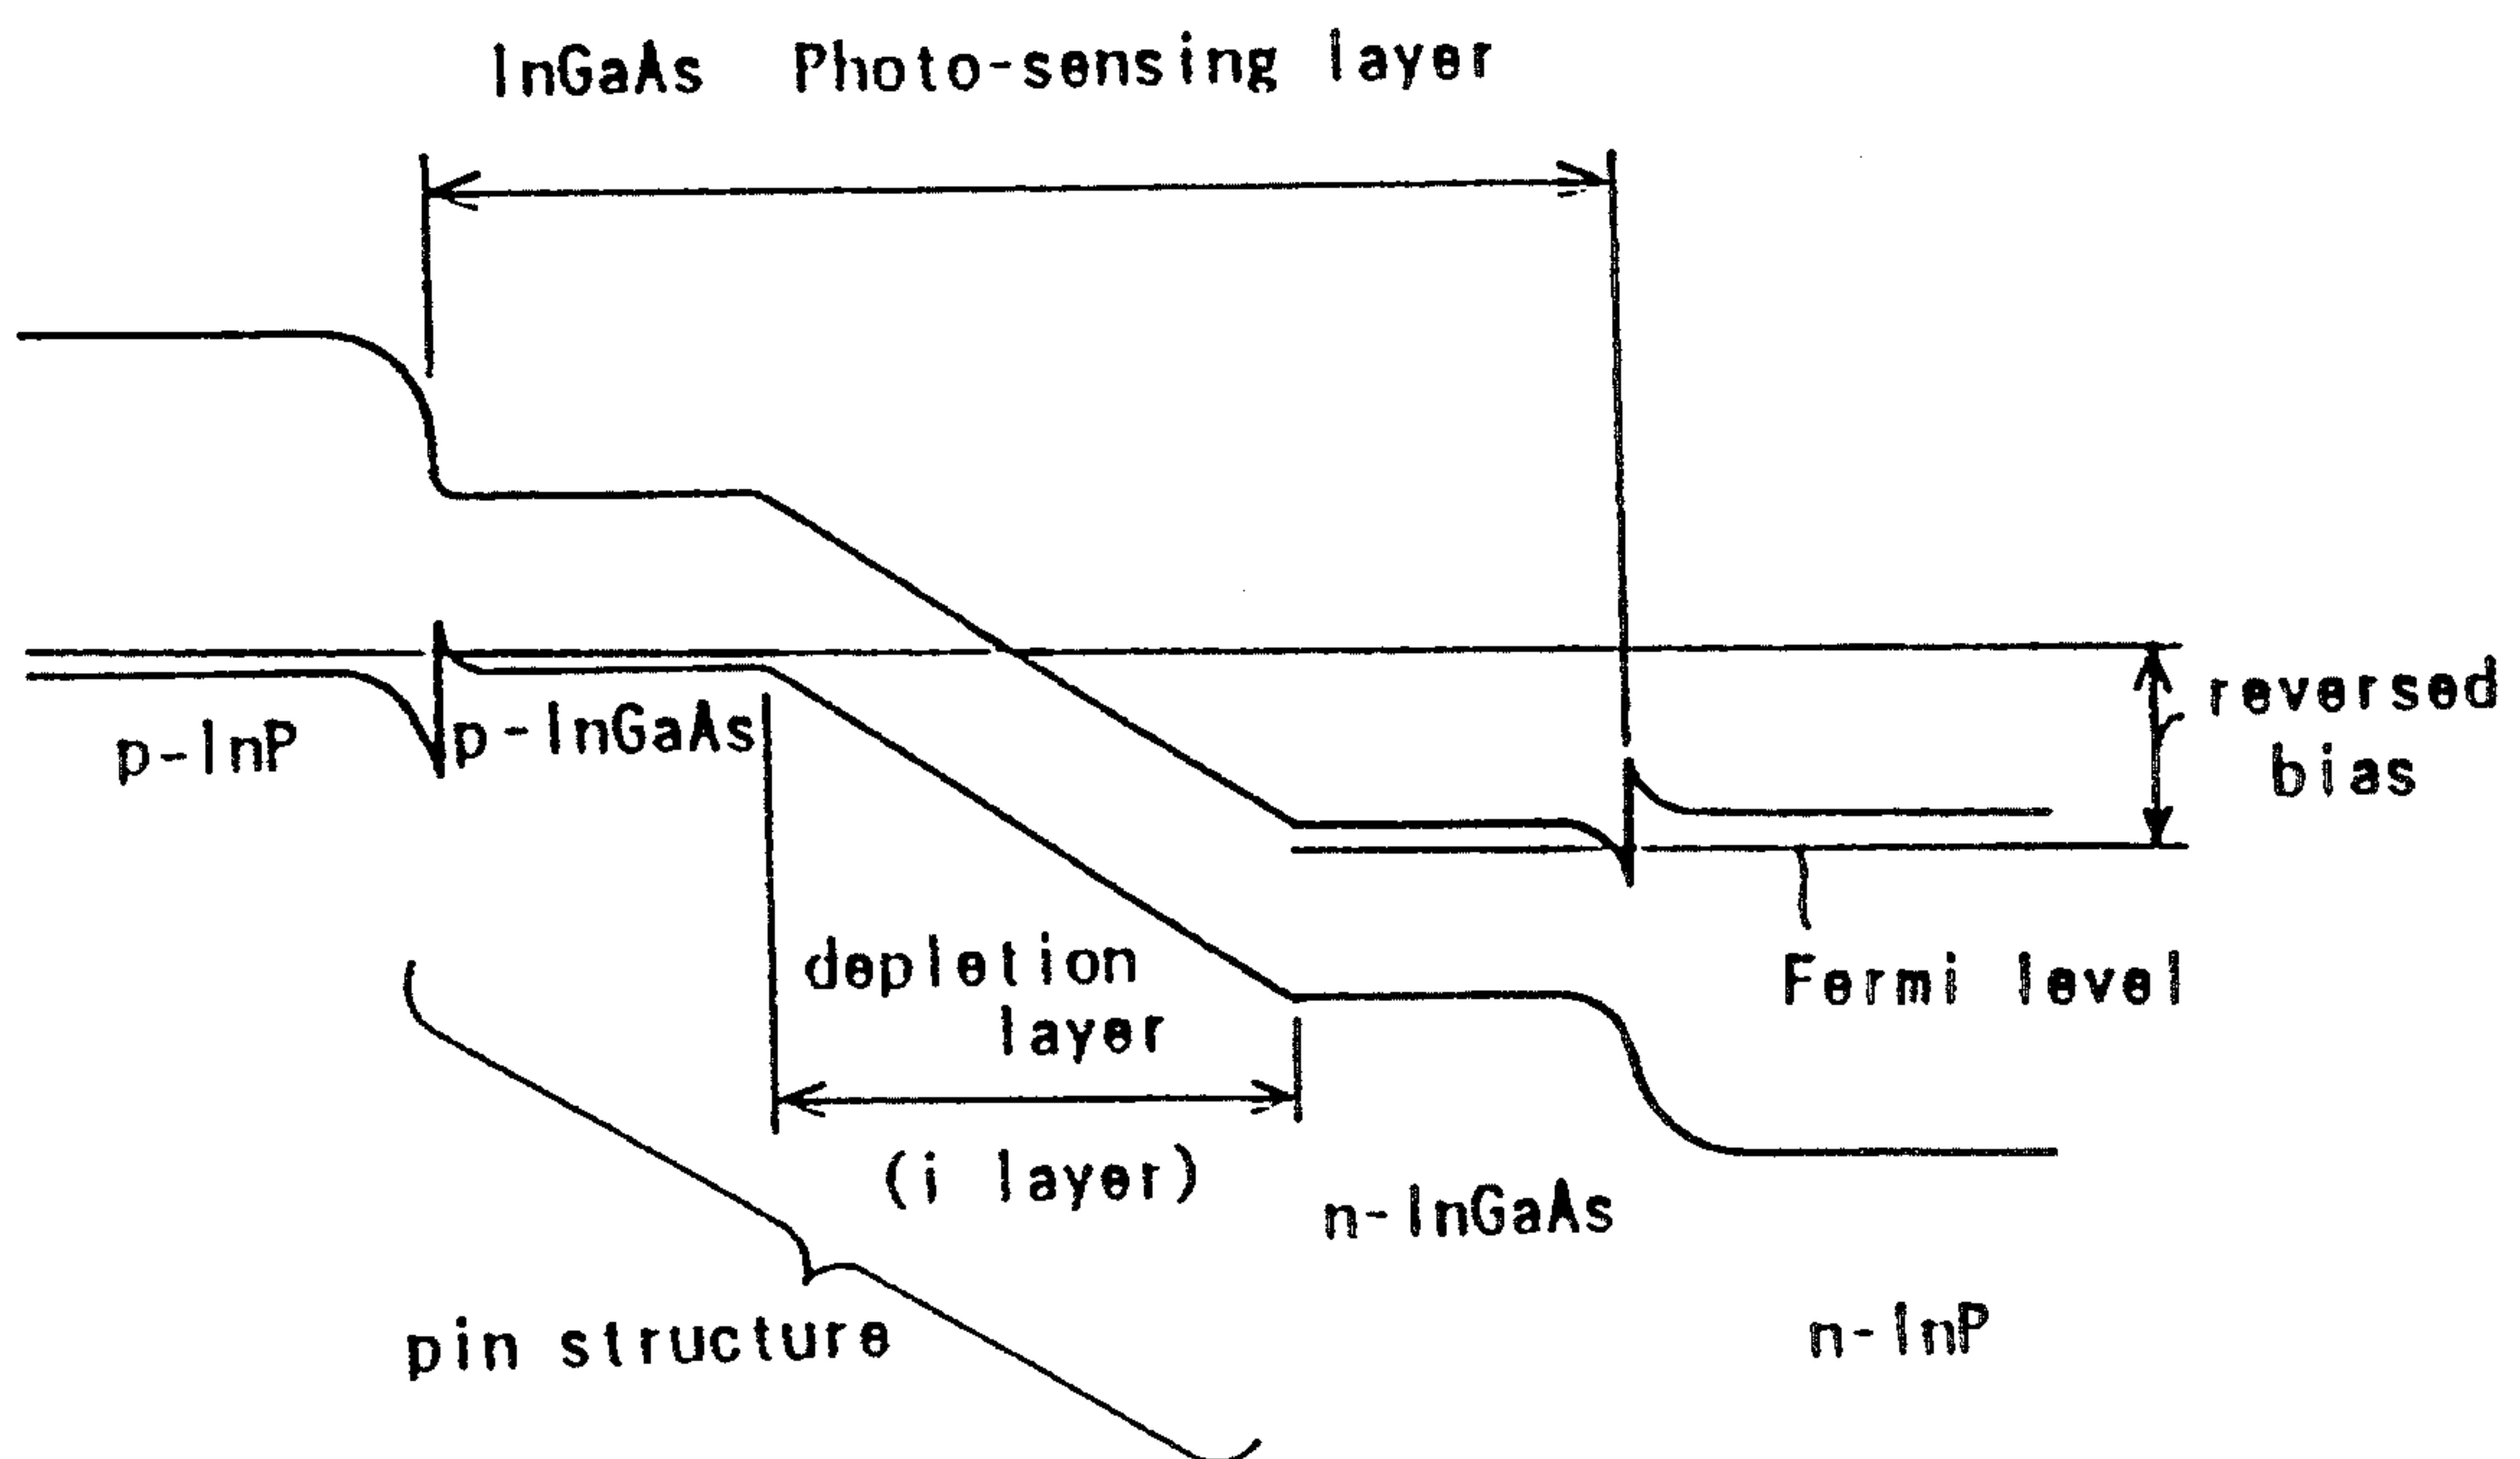 InGaAs Photo-sensing layer
reversed
bias
p-InP
p-InGaAs
depletion
layer
(i layer)
Fermi level
n-InGaAs
n-InP
pin structure